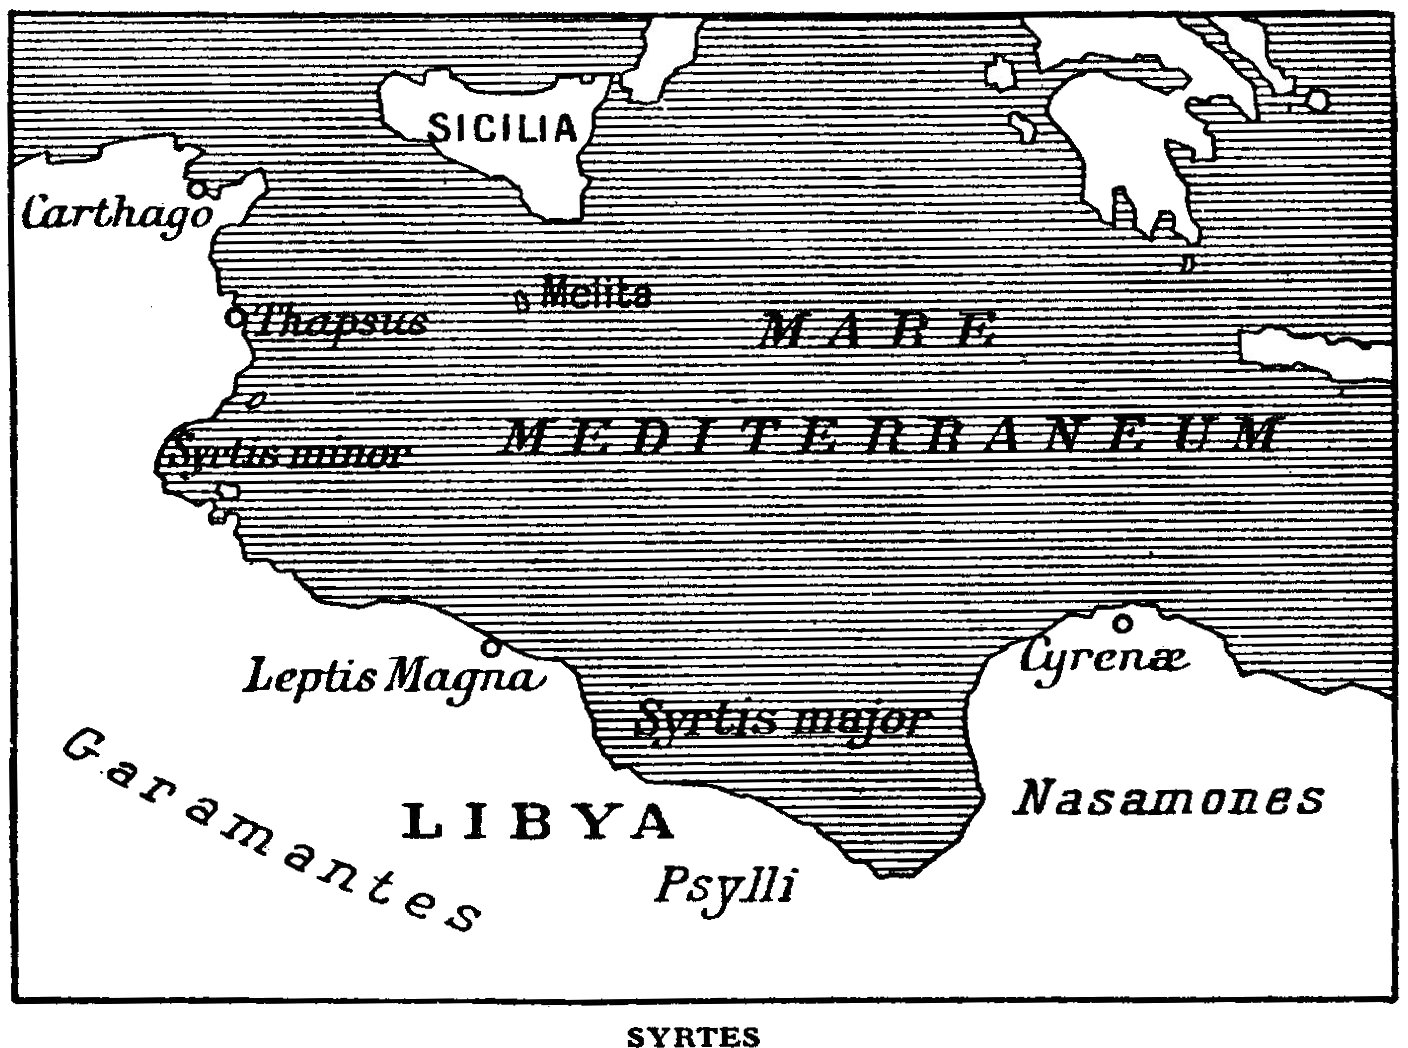 SICILIA
Carthago
Melita
Thapsus
MARE
MEDITERRANEUM
Syrtis minor
Cyrenæ
Leptis Magna
Syrtis major
Garamantes
Nasamones
LIBYA
Psylli
SYRTES